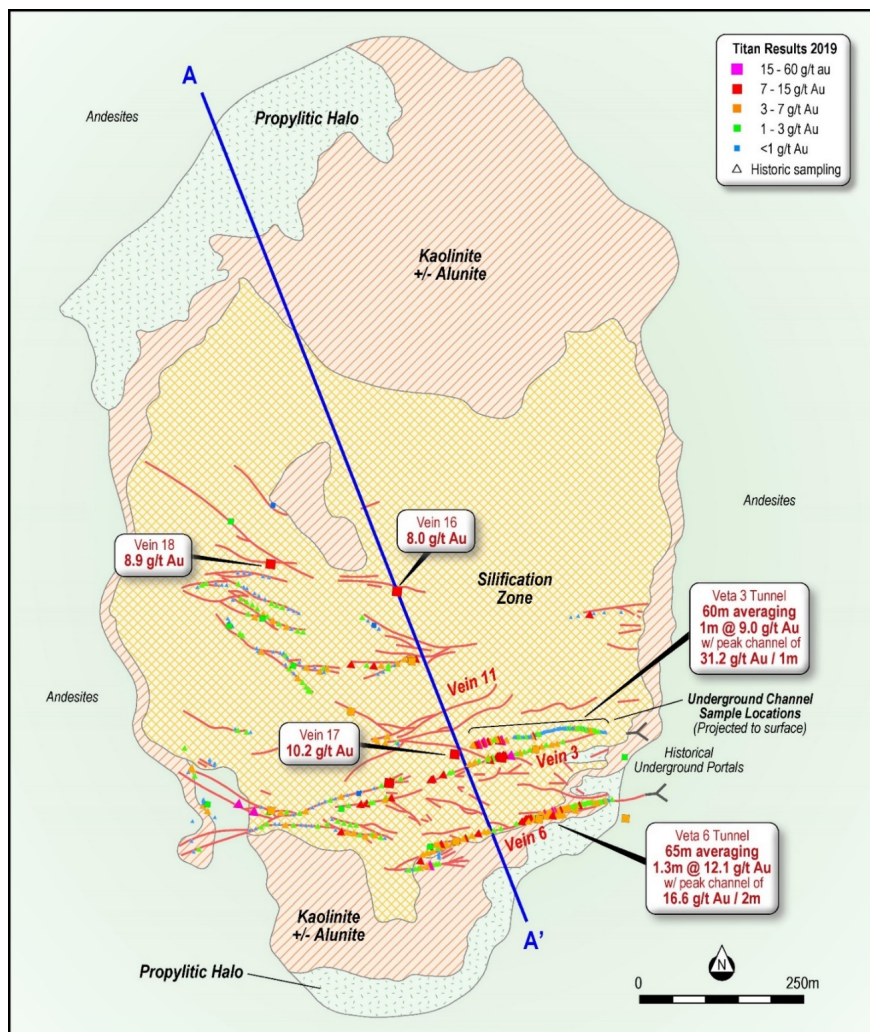 Titan Results 2019
15 - 60 g/t au
7 - 15 g/t Au
3 - 7 g/t Au
1 - 3 g/t Au
<1 g/t Au
Historic sampling
A
Andesites
Propylitic Halo
Kaolinite
+/- Alunite
Andesites
Vein 16
8.0 g/t Au
Vein 18
8.9 g/t Au
Silification
Zone
Veta 3 Tunnel
60m averaging
1m @ 9.0 g/t Au
w/ peak channel of
31.2 g/t Au / 1m
Andesites
Vein 11
Underground Channel
Sample Locations
(Projected to surface)
Vein 17
10.2 g/t Au
Vein 3
Historical
Underground Portals
Vein 6
Veta 6 Tunnel
65m averaging
1.3m @ 12.1 g/t Au
w/ peak channel of
16.6 g/t Au / 2m
Kaolinite
+/- Alunite
A'
Propylitic Halo
N
0 250m